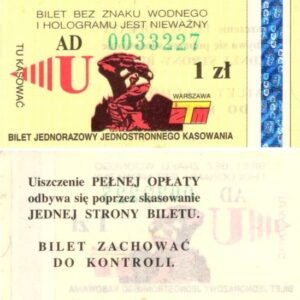 BILET BEZ ZNAKU WODNEGO
I HOLOGRAMU JEST NIEWAŻNY
TU KASOWAĆ
AD 0033227
U
1 zł
WARSZAWA
ZTM
BILET JEDNORAZOWY JEDNOSTRONNEGO KASOWANIA
Uiszczenie PEŁNEJ OPŁATY
odbywa się poprzez skasowanie
JEDNEJ STRONY BILETU.
BILET ZACHOWAĆ
DO KONTROLI.